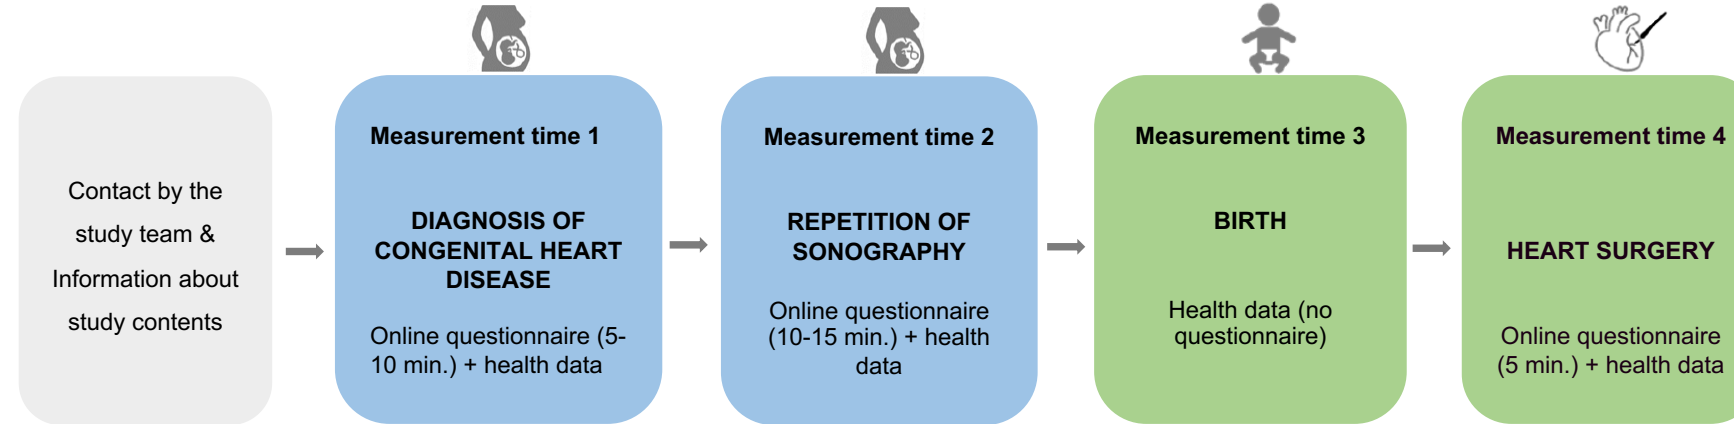 Contact by the
study team &
Information about
study contents
Measurement time 1
DIAGNOSIS OF
CONGENITAL HEART
DISEASE
Online questionnaire (5-
10 min.) + health data
Measurement time 2
REPETITION OF
SONOGRAPHY
Online questionnaire
(10-15 min.) + health
data
Measurement time 3
BIRTH
Health data (no
questionnaire)
Measurement time 4
HEART SURGERY
Online questionnaire
(5 min.) + health data